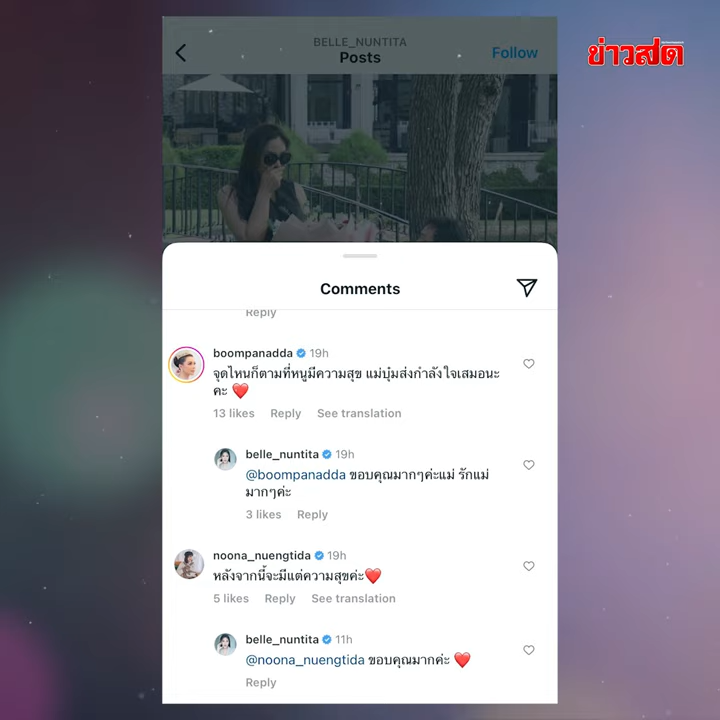 ข่าวสด
BELLE_NUNTITA
Posts
Follow
Comments
Reply
boompanadda 19h
จุดไหนก็ตามที่หนูมีความสุข แม่บุ๋มส่งกำลังใจเสมอนะ
คะ ❤️
13 likes Reply See translation
belle_nuntita 19h
@boompanadda ขอบคุณมากๆค่ะแม่ รักแม่
มากๆค่ะ
3 likes Reply
noona_nuengtida 19h
หลังจากนี้จะมีแต่ความสุขค่ะ❤️
5 likes Reply See translation
belle_nuntita 11h
@noona_nuengtida ขอบคุณมากค่ะ ❤️
Reply